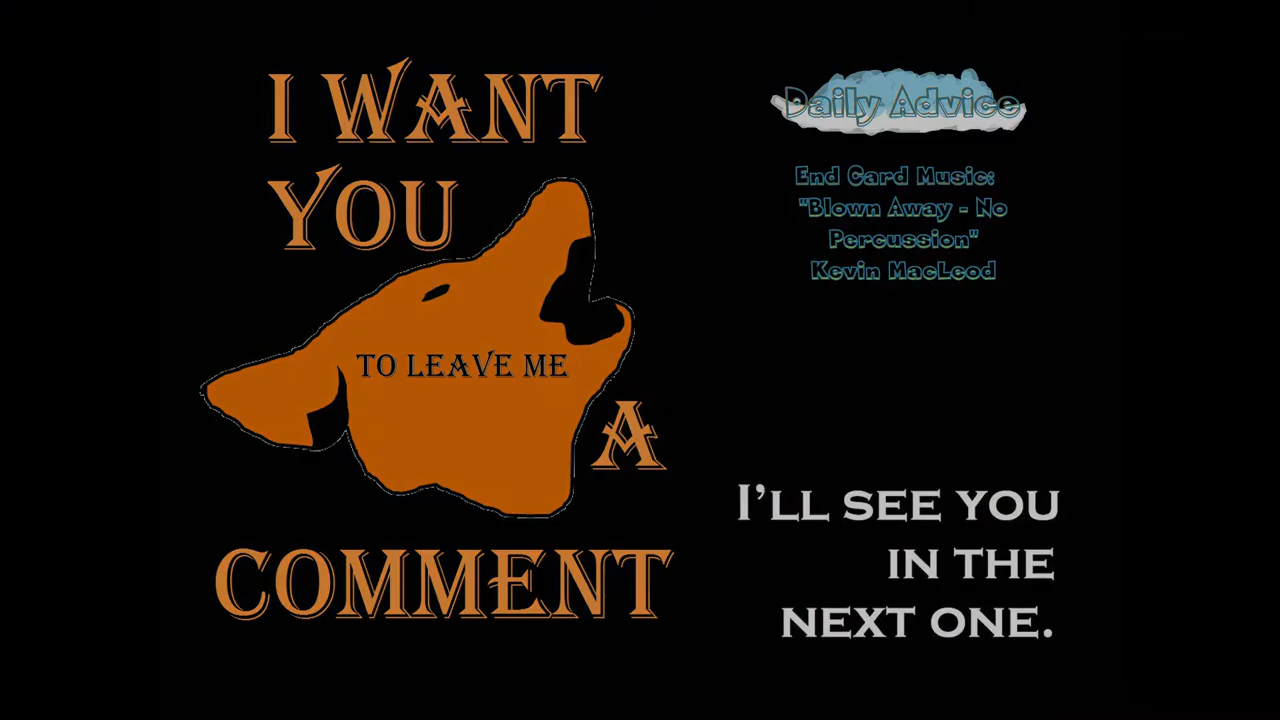 I WANT
YOU
TO LEAVE ME
A
COMMENT
Daily Advice
End Card Music:
"Blown Away - No
Percussion"
Kevin MacLeod
I'LL SEE YOU
IN THE
NEXT ONE.